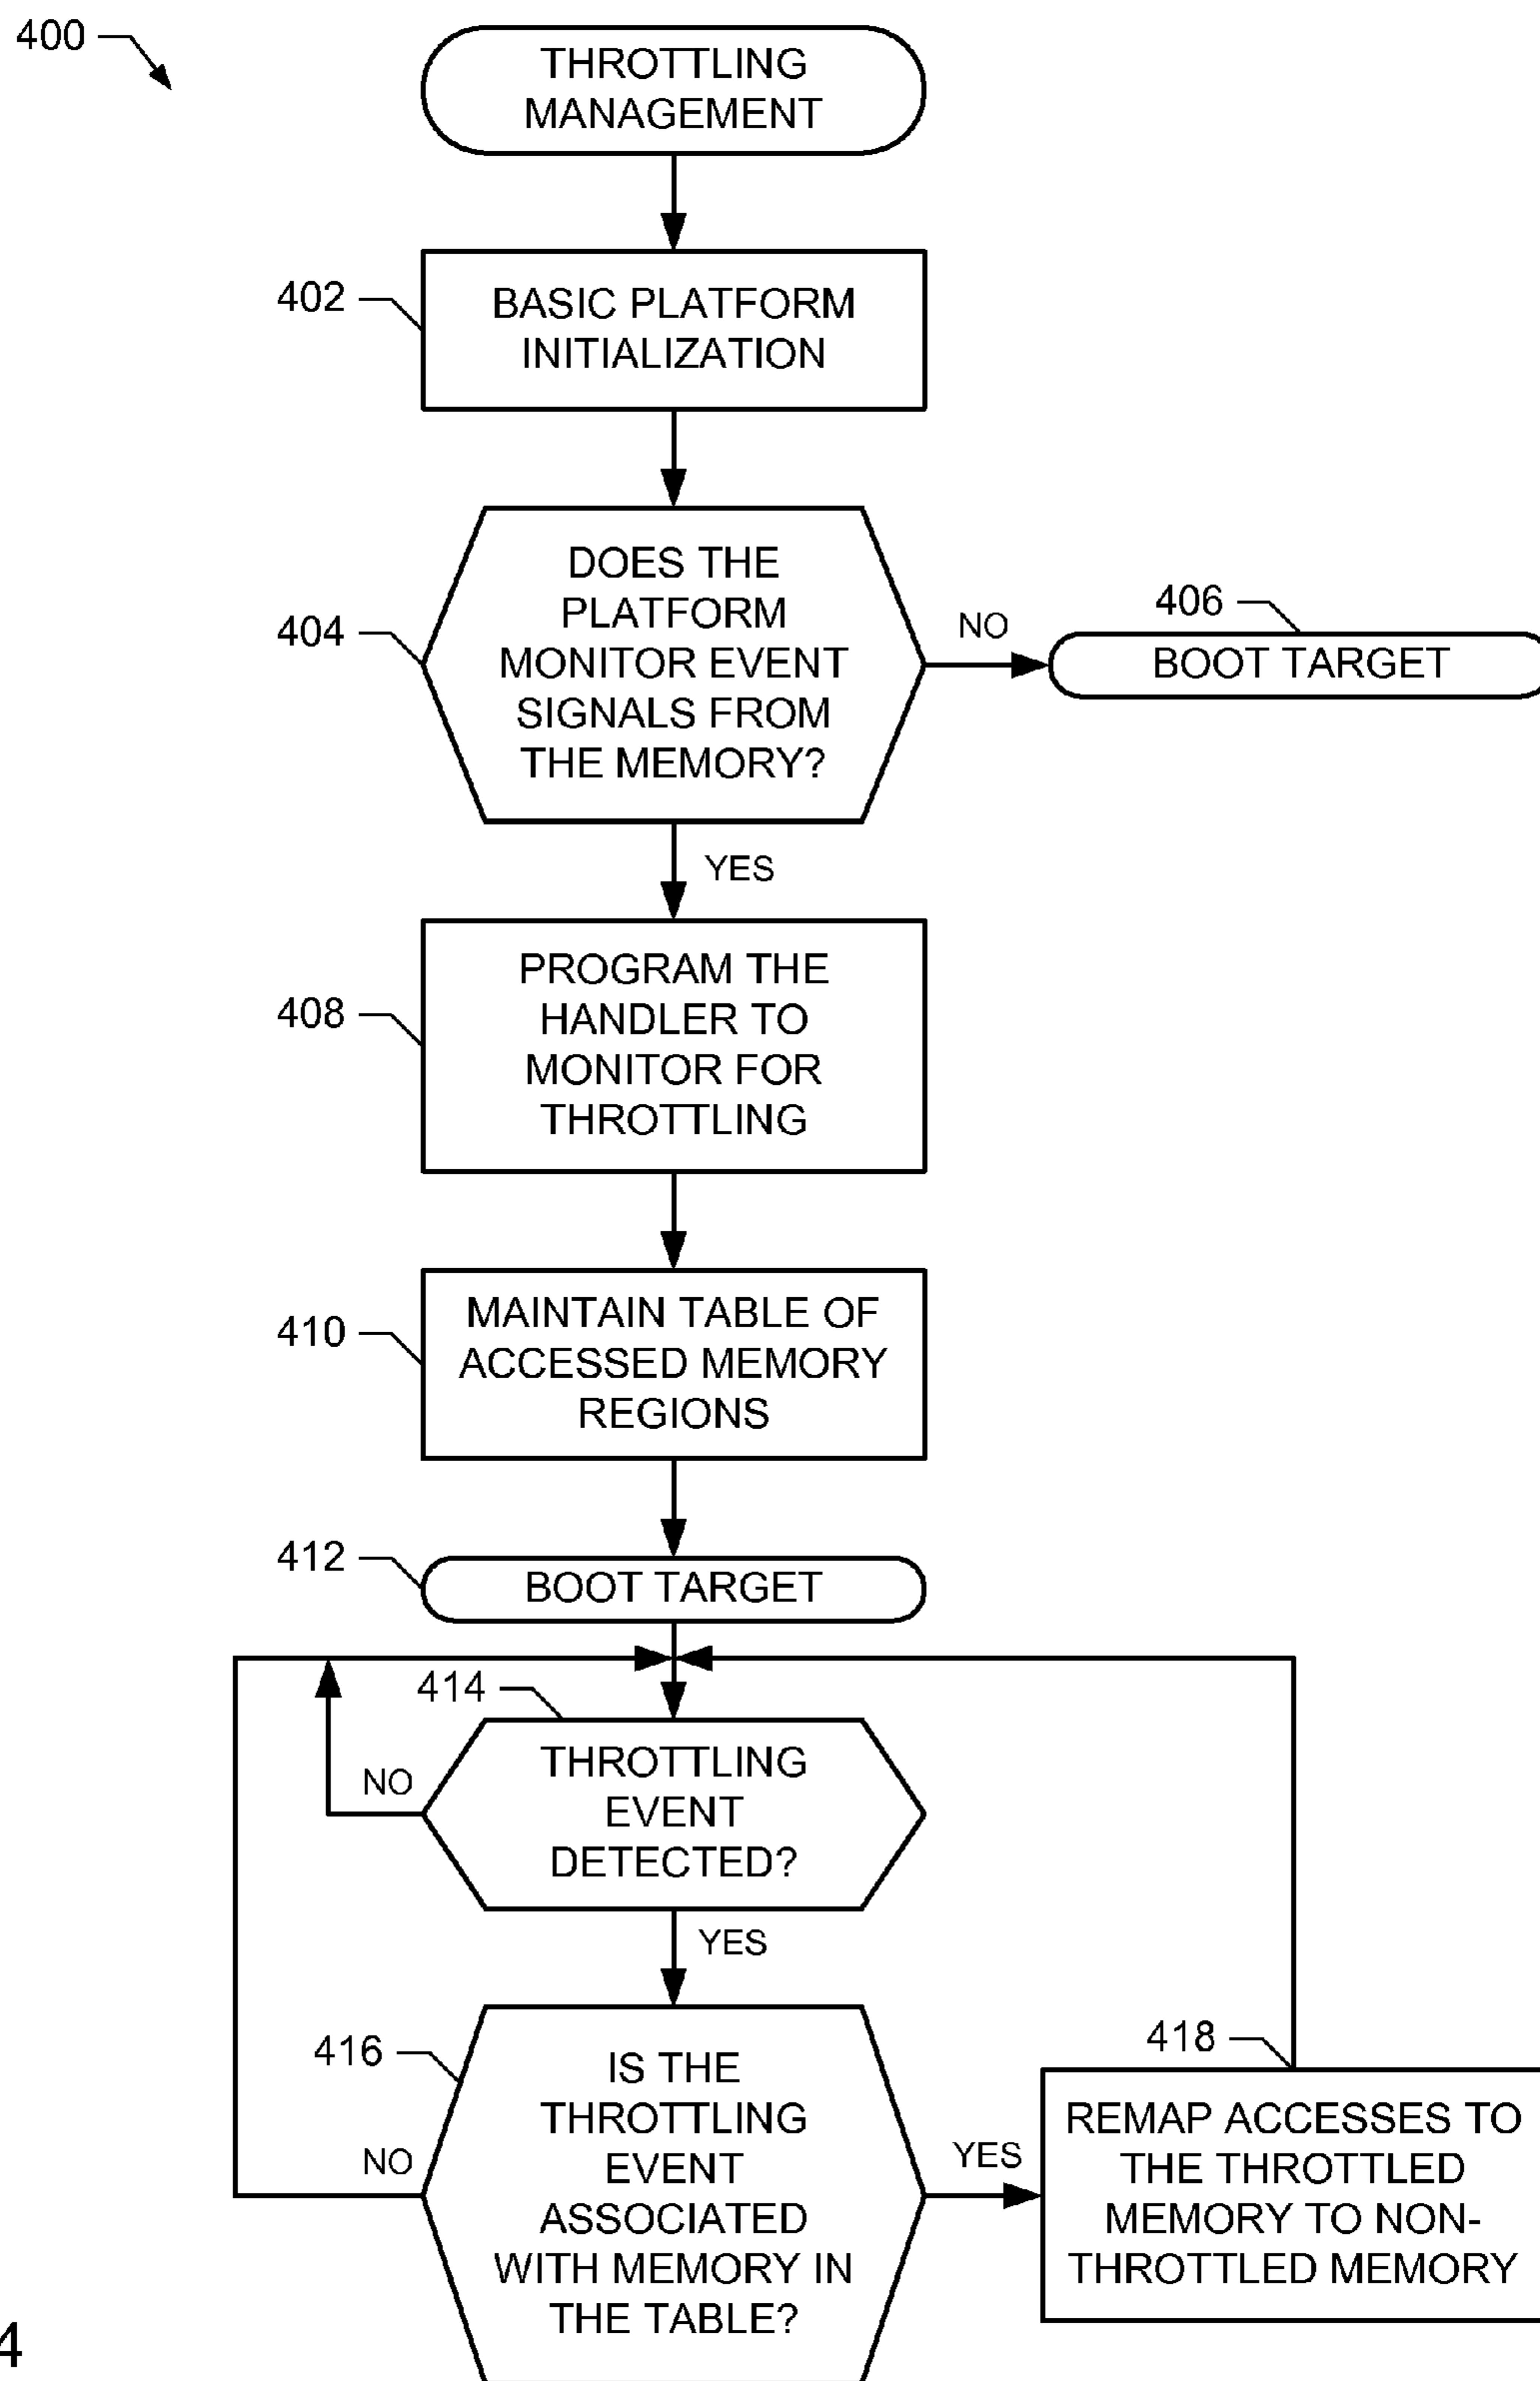 400
THROTTLING
MANAGEMENT
402
BASIC PLATFORM
INITIALIZATION
404
DOES THE
PLATFORM
MONITOR EVENT
SIGNALS FROM
THE MEMORY?
NO
406
BOOT TARGET
YES
408
PROGRAM THE
HANDLER TO
MONITOR FOR
THROTTLING
410
MAINTAIN TABLE OF
ACCESSED MEMORY
REGIONS
412
BOOT TARGET
414
THROTTLING
EVENT
DETECTED?
NO
YES
416
IS THE
THROTTLING
EVENT
ASSOCIATED
WITH MEMORY IN
THE TABLE?
NO
YES
418
REMAP ACCESSES TO
THE THROTTLED
MEMORY TO NON-
THROTTLED MEMORY
4